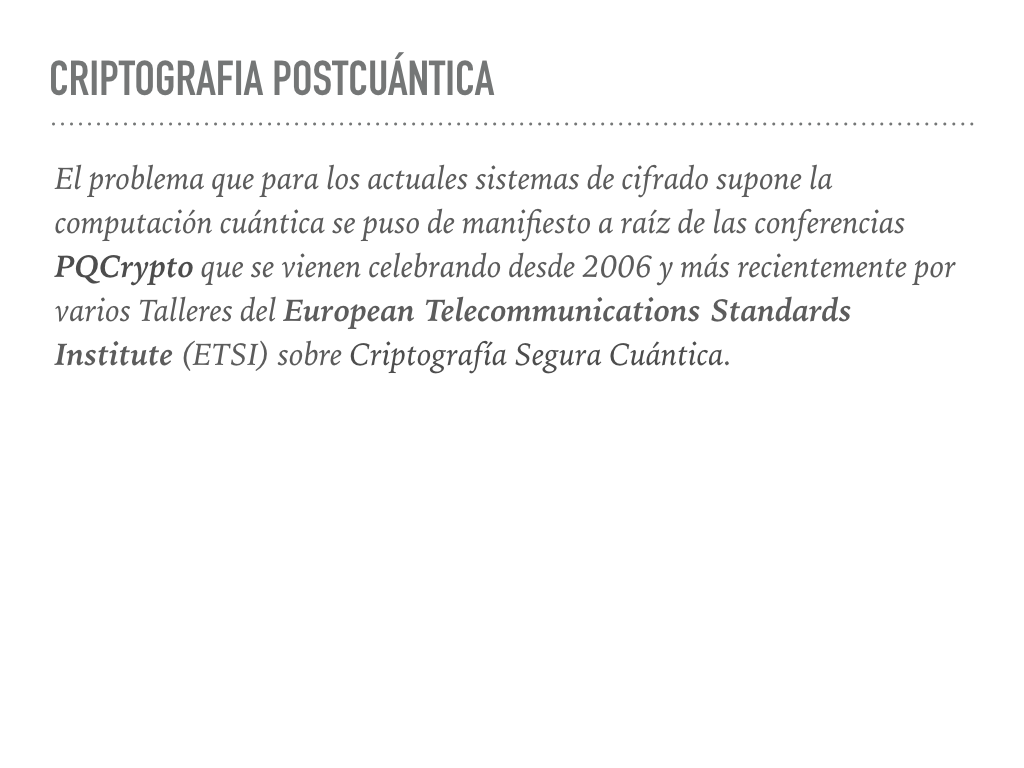 CRIPTOGRAFIA POSTCUÁNTICA
El problema que para los actuales sistemas de cifrado supone la
computación cuántica se puso de manifiesto a raíz de las conferencias
PQCrypto que se vienen celebrando desde 2006 y más recientemente por
varios Talleres del European Telecommunications Standards
Institute (ETSI) sobre Criptografía Segura Cuántica.